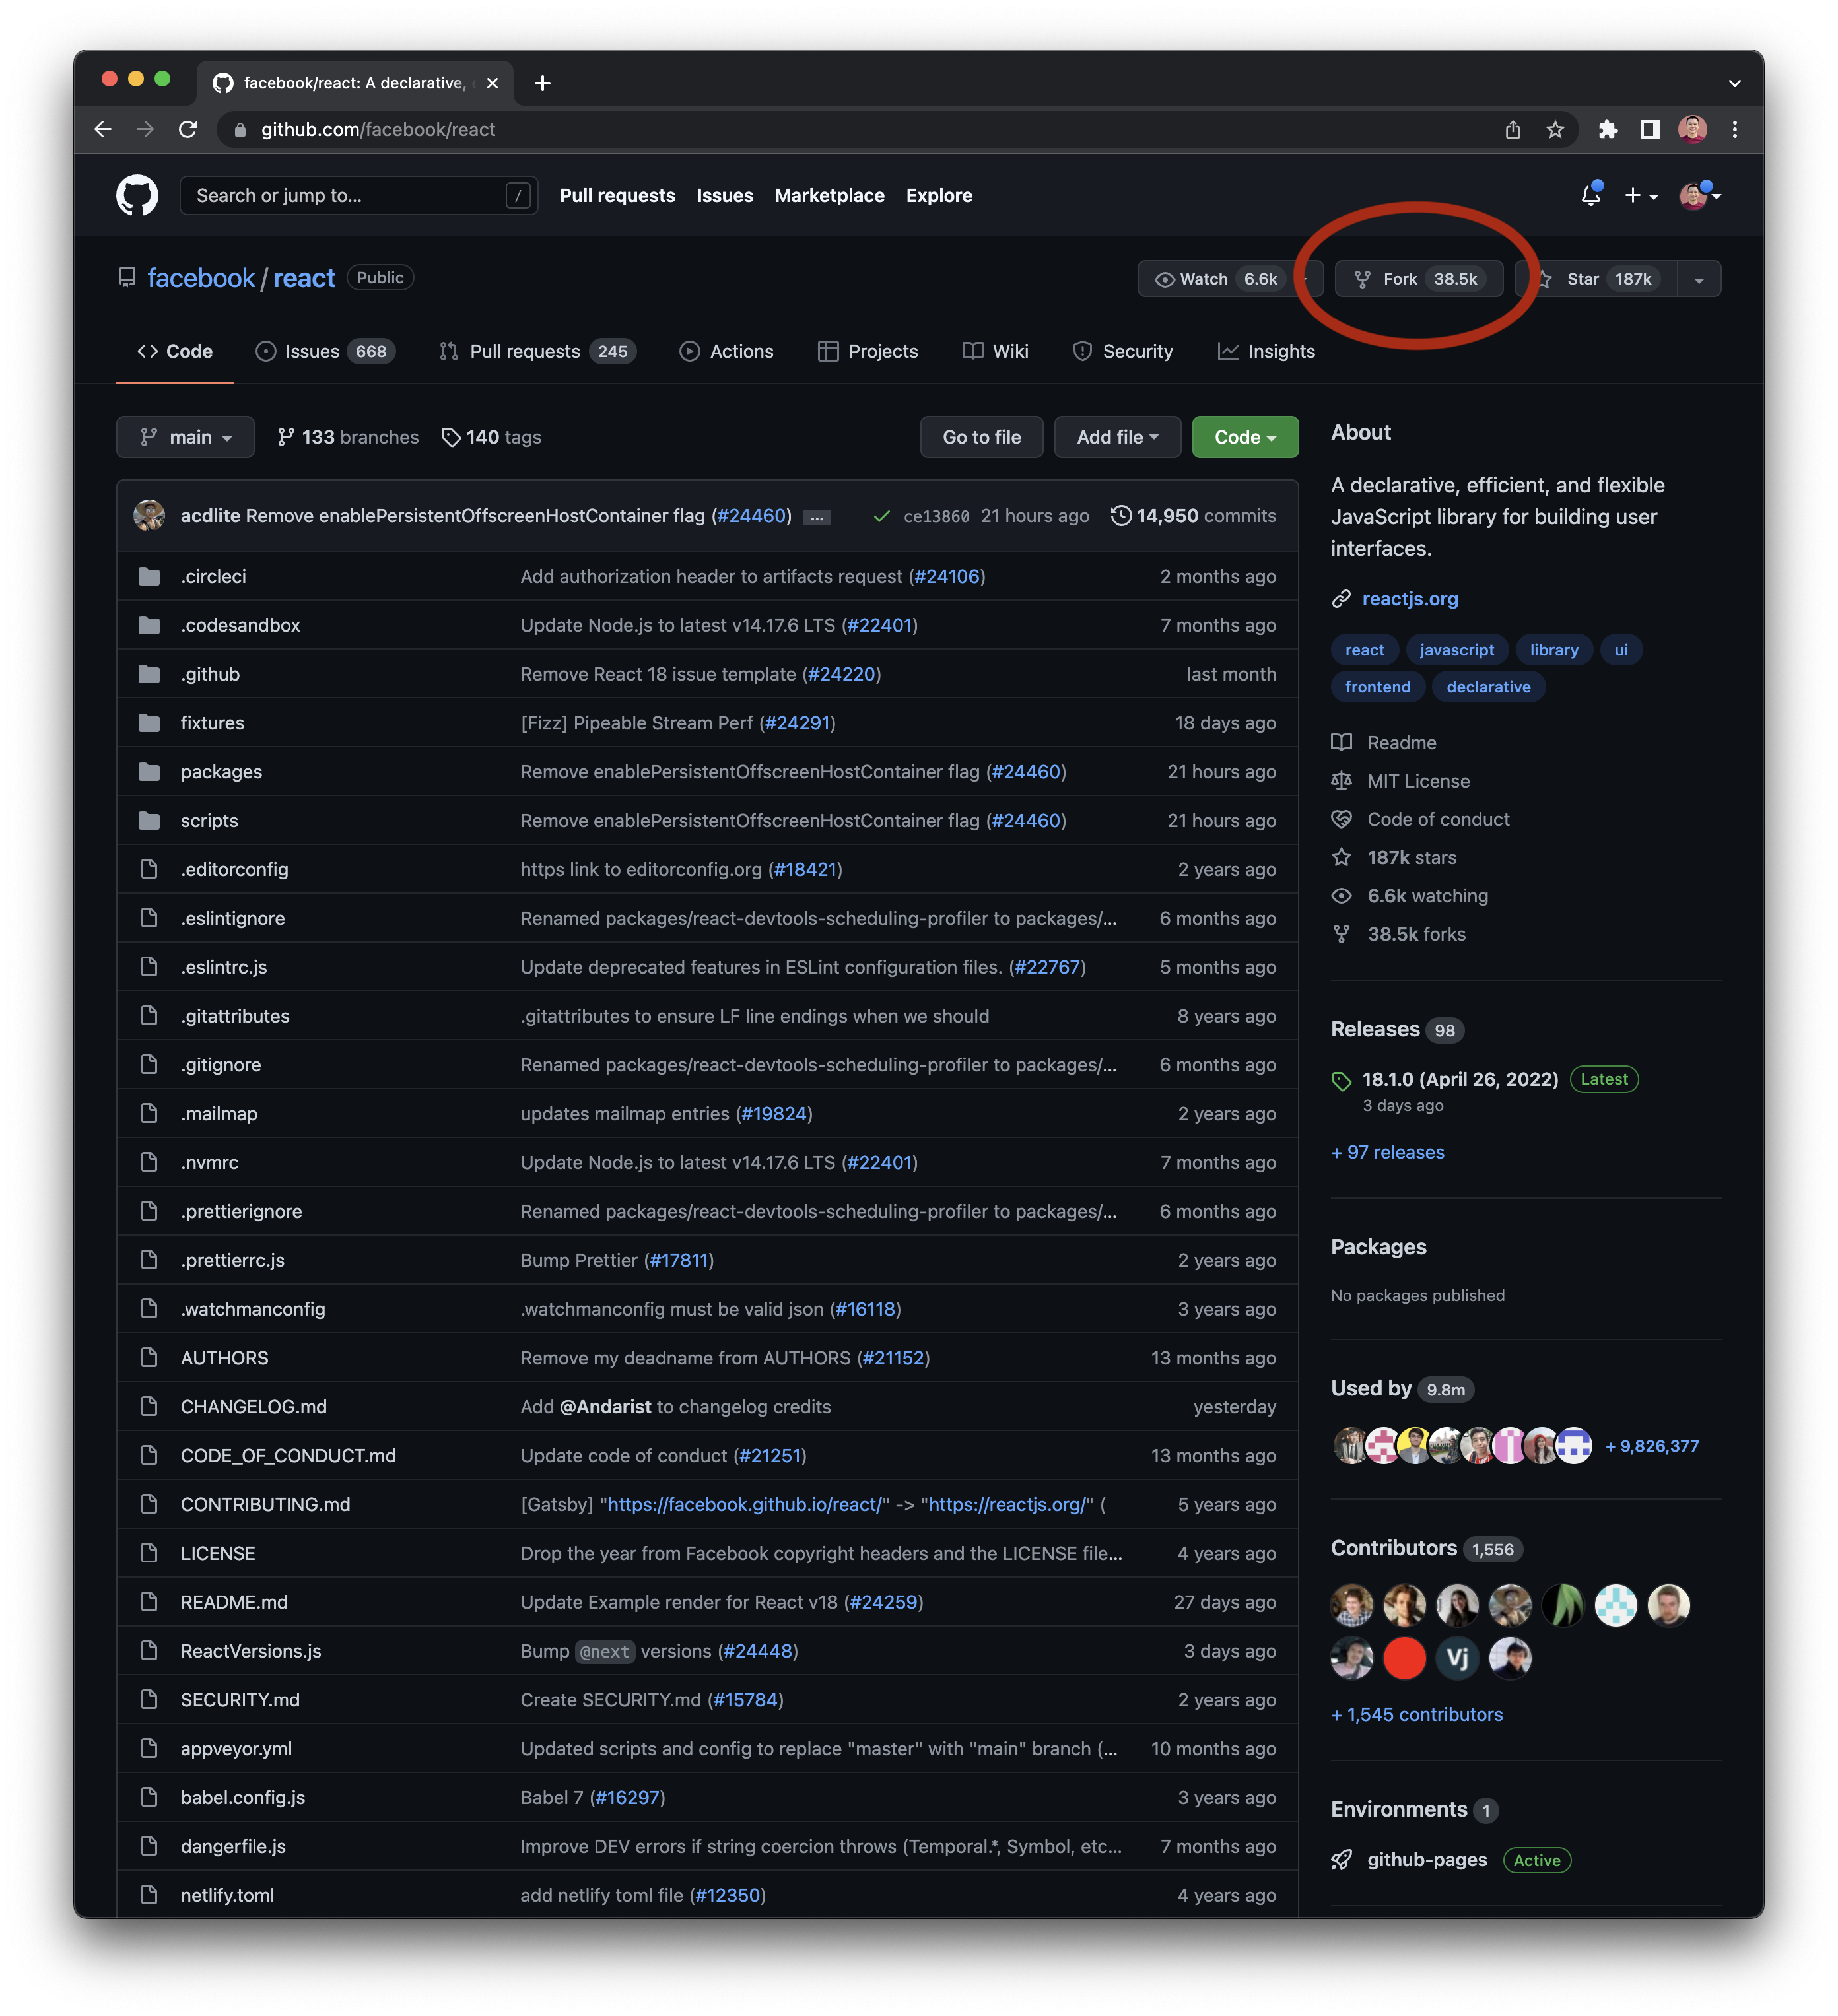 facebook/react: A declarative,
github.com/facebook/react
Search or jump to... /
Pull requests Issues Marketplace Explore
facebook / react Public
Watch 6.6k Fork 38.5k Star 187k
Code Issues 668 Pull requests 245 Actions Projects Wiki Security Insights
main 133 branches 140 tags Go to file Add file Code
acdlite Remove enablePersistentOffscreenHostContainer flag (#24460) ... ce13860 21 hours ago 14,950 commits
.circleci Add authorization header to artifacts request (#24106) 2 months ago
.codesandbox Update Node.js to latest v14.17.6 LTS (#22401) 7 months ago
.github Remove React 18 issue template (#24220) last month
fixtures [Fizz] Pipeable Stream Perf (#24291) 18 days ago
packages Remove enablePersistentOffscreenHostContainer flag (#24460) 21 hours ago
scripts Remove enablePersistentOffscreenHostContainer flag (#24460) 21 hours ago
.editorconfig https link to editorconfig.org (#18421) 2 years ago
.eslintignore Renamed packages/react-devtools-scheduling-profiler to packages/... 6 months ago
.eslintrc.js Update deprecated features in ESLint configuration files. (#22767) 5 months ago
.gitattributes .gitattributes to ensure LF line endings when we should 8 years ago
.gitignore Renamed packages/react-devtools-scheduling-profiler to packages/... 6 months ago
.mailmap updates mailmap entries (#19824) 2 years ago
.nvmrc Update Node.js to latest v14.17.6 LTS (#22401) 7 months ago
.prettierignore Renamed packages/react-devtools-scheduling-profiler to packages/... 6 months ago
.prettierrc.js Bump Prettier (#17811) 2 years ago
.watchmanconfig .watchmanconfig must be valid json (#16118) 3 years ago
AUTHORS Remove my deadname from AUTHORS (#21152) 13 months ago
CHANGELOG.md Add @Andarist to changelog credits yesterday
CODE_OF_CONDUCT.md Update code of conduct (#21251) 13 months ago
CONTRIBUTING.md [Gatsby] "https://facebook.github.io/react/" -> "https://reactjs.org/" ( 5 years ago
LICENSE Drop the year from Facebook copyright headers and the LICENSE file... 4 years ago
README.md Update Example render for React v18 (#24259) 27 days ago
ReactVersions.js Bump @next versions (#24448) 3 days ago
SECURITY.md Create SECURITY.md (#15784) 2 years ago
appveyor.yml Updated scripts and config to replace "master" with "main" branch (... 10 months ago
babel.config.js Babel 7 (#16297) 3 years ago
dangerfile.js Improve DEV errors if string coercion throws (Temporal.*, Symbol, etc... 7 months ago
netlify.toml add netlify toml file (#12350) 4 years ago
About
A declarative, efficient, and flexible
JavaScript library for building user
interfaces.
reactjs.org
react javascript library ui
frontend declarative
Readme
MIT License
Code of conduct
187k stars
6.6k watching
38.5k forks
Releases 98
18.1.0 (April 26, 2022) Latest
3 days ago
+ 97 releases
Packages
No packages published
Used by 9.8m
+ 9,826,377
Contributors 1,556
Vj
+ 1,545 contributors
Environments 1
github-pages Active